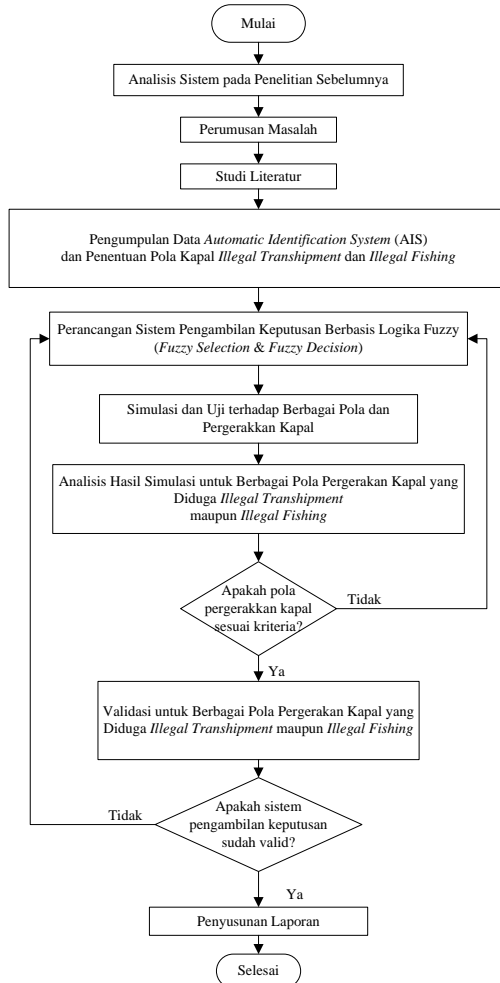 Mulai
Analisis Sistem pada Penelitian Sebelumnya
Perumusan Masalah
Studi Literatur
Pengumpulan Data Automatic Identification System (AIS)
dan Penentuan Pola Kapal Illegal Transhipment dan Illegal Fishing
Perancangan Sistem Pengambilan Keputusan Berbasis Logika Fuzzy
(Fuzzy Selection & Fuzzy Decision)
Simulasi dan Uji terhadap Berbagai Pola dan
Pergerakkan Kapal
Analisis Hasil Simulasi untuk Berbagai Pola Pergerakan Kapal yang
Diduga Illegal Transhipment
maupun Illegal Fishing
Apakah pola
pergerakkan kapal
sesuai kriteria?
Tidak
Ya
Validasi untuk Berbagai Pola Pergerakan Kapal yang
Diduga Illegal Transhipment maupun Illegal Fishing
Tidak
Apakah sistem
pengambilan keputusan
sudah valid?
Ya
Penyusunan Laporan
Selesai